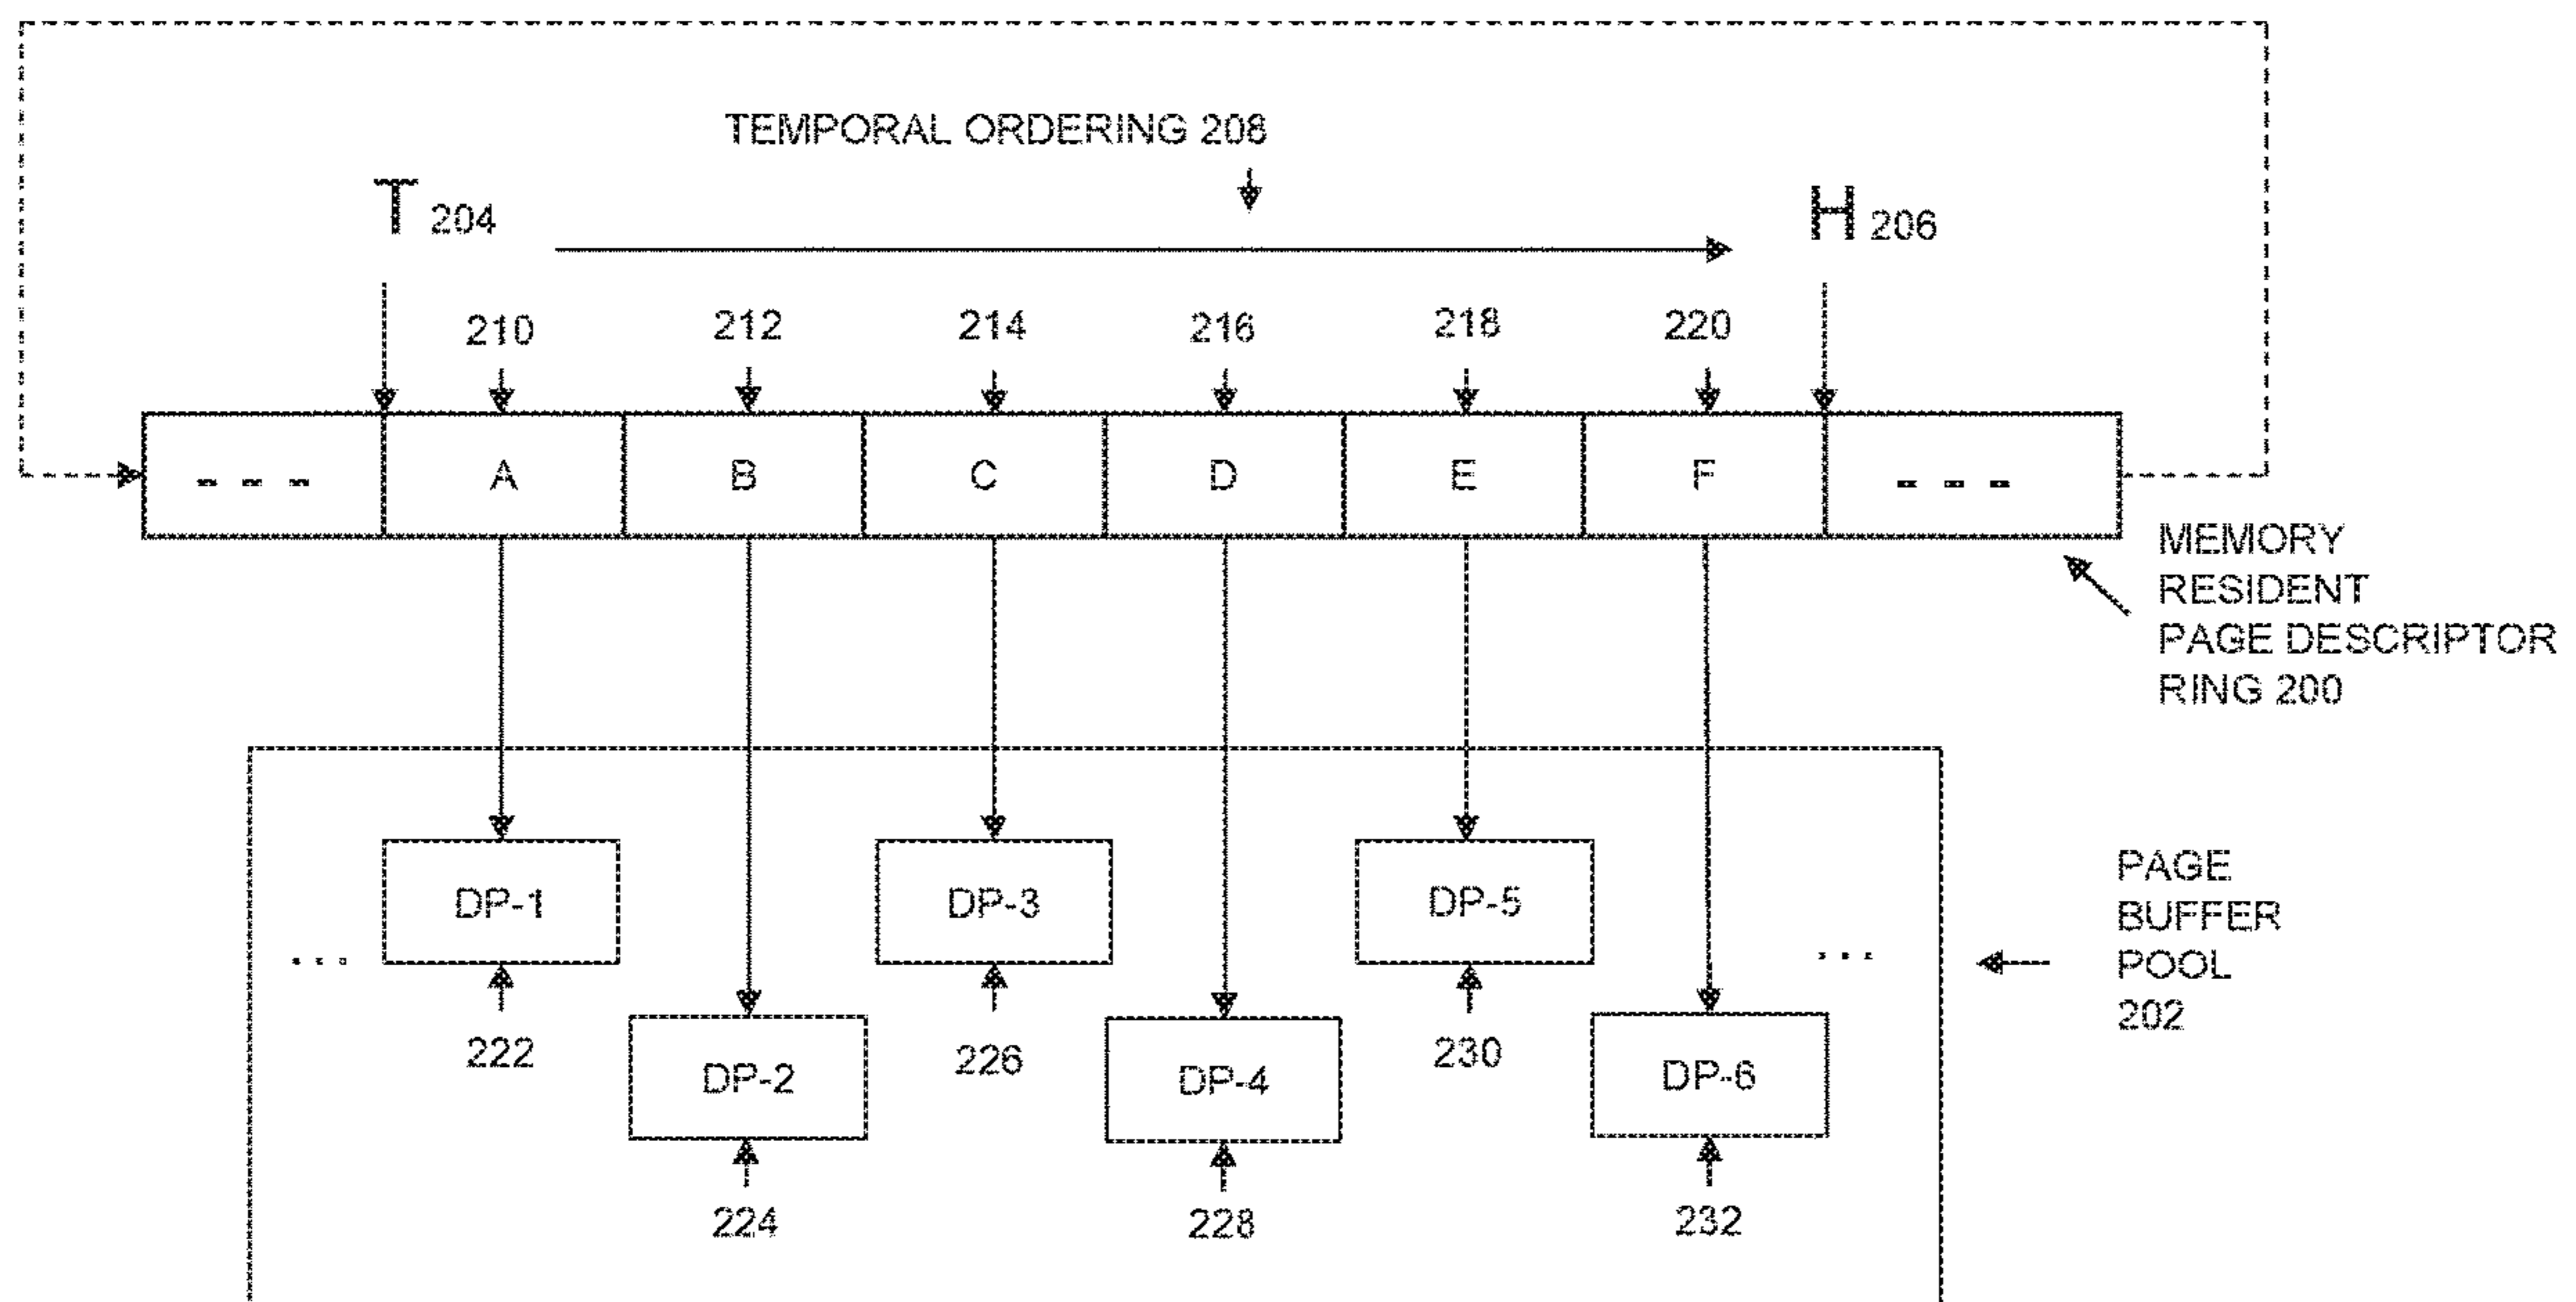 TEMPORAL ORDERING 208
T 204
H 206
210 212 214 216 218 220
- - - A B C D E F - - -
MEMORY
RESIDENT
PAGE DESCRIPTOR
RING 200
DP-1 DP-3 DP-5
... ...
222 226 230
DP-2 DP-4 DP-6
224 228 232
PAGE
BUFFER
POOL
202